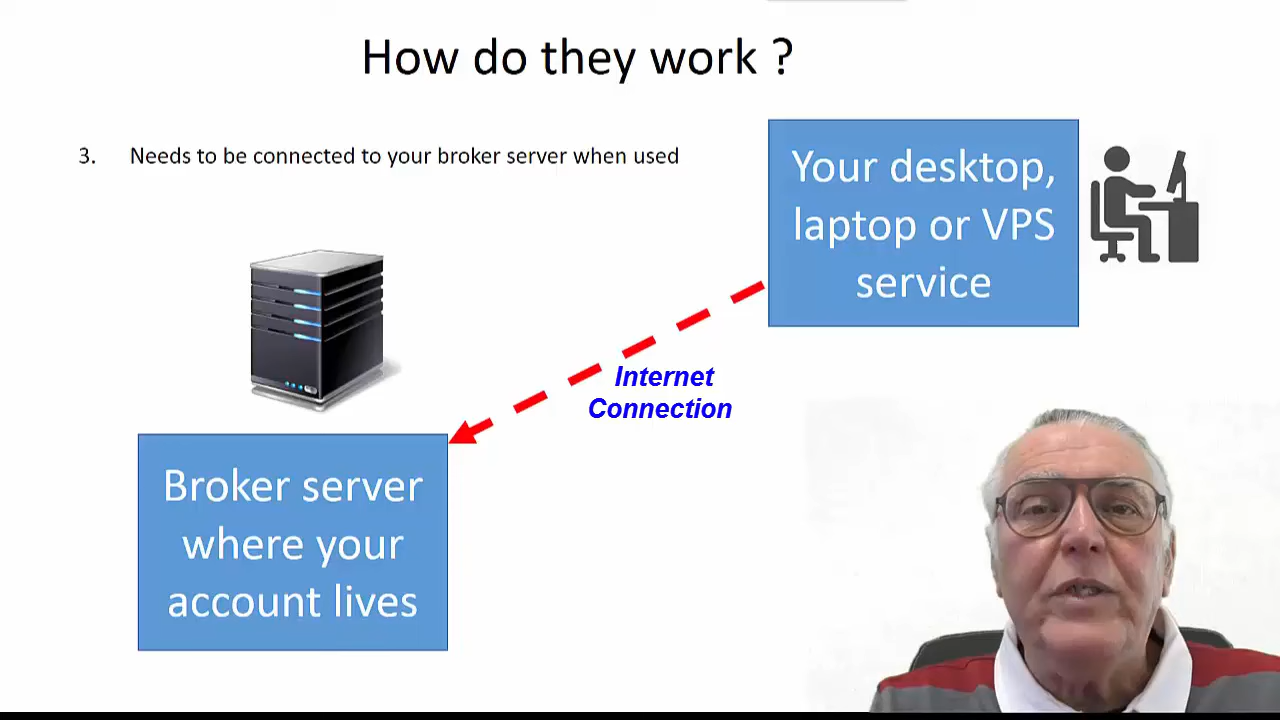 How do they work ?
3. Needs to be connected to your broker server when used
Your desktop,
laptop or VPS
service
Internet
Connection
Broker server
where your
account lives